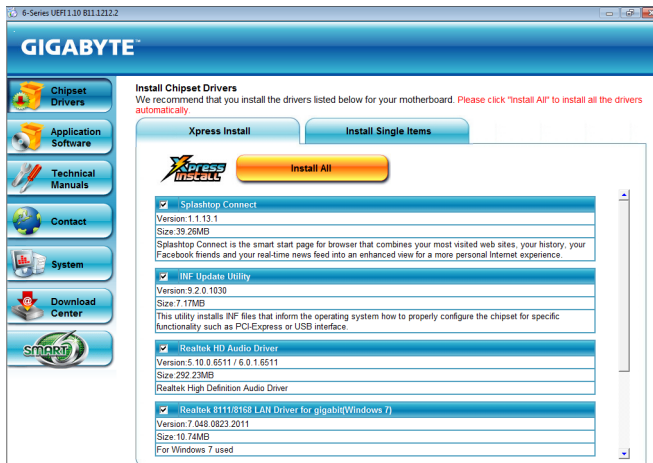 6-Series UEFI 1.10 B11.1212.2
GIGABYTE™
Chipset
Drivers
Application
Software
Technical
Manuals
Contact
System
Download
Center
SMART6
Install Chipset Drivers
We recommend that you install the drivers listed below for your motherboard. Please click "Install All" to install all the drivers
automatically.
Xpress Install
Install Single Items
Xpress
INSTALL
Install All
Splashtop Connect
Version:1.1.13.1
Size:39.26MB
Splashtop Connect is the smart start page for browser that combines your most visited web sites, your history, your
Facebook friends and your real-time news feed into an enhanced view for a more personal Internet experience.
INF Update Utility
Version:9.2.0.1030
Size:7.17MB
This utility installs INF files that inform the operating system how to properly configure the chipset for specific
functionality such as PCI-Express or USB interface.
Realtek HD Audio Driver
Version:5.10.0.6511 / 6.0.1.6511
Size:292.23MB
Realtek High Definition Audio Driver
Realtek 8111/8168 LAN Driver for gigabit(Windows 7)
Version:7.048.0823.2011
Size:10.74MB
For Windows 7 used